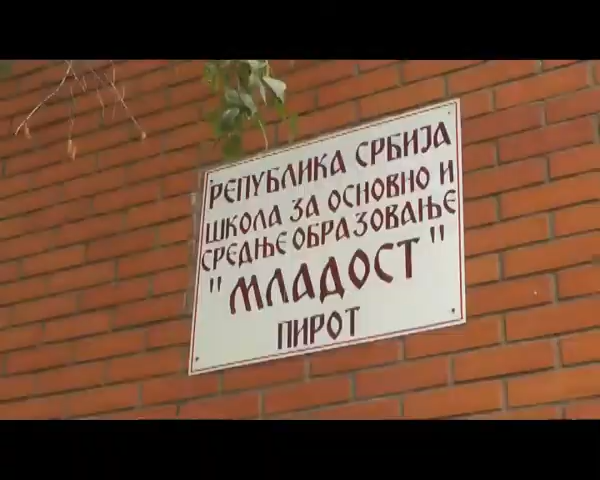 РЕПУБЛИКА СРБИЈА
ШКОЛА ЗА ОСНОВНО И
СРЕДЊЕ ОБРАЗОВАЊЕ
"МЛАДОСТ"
ПИРОТ